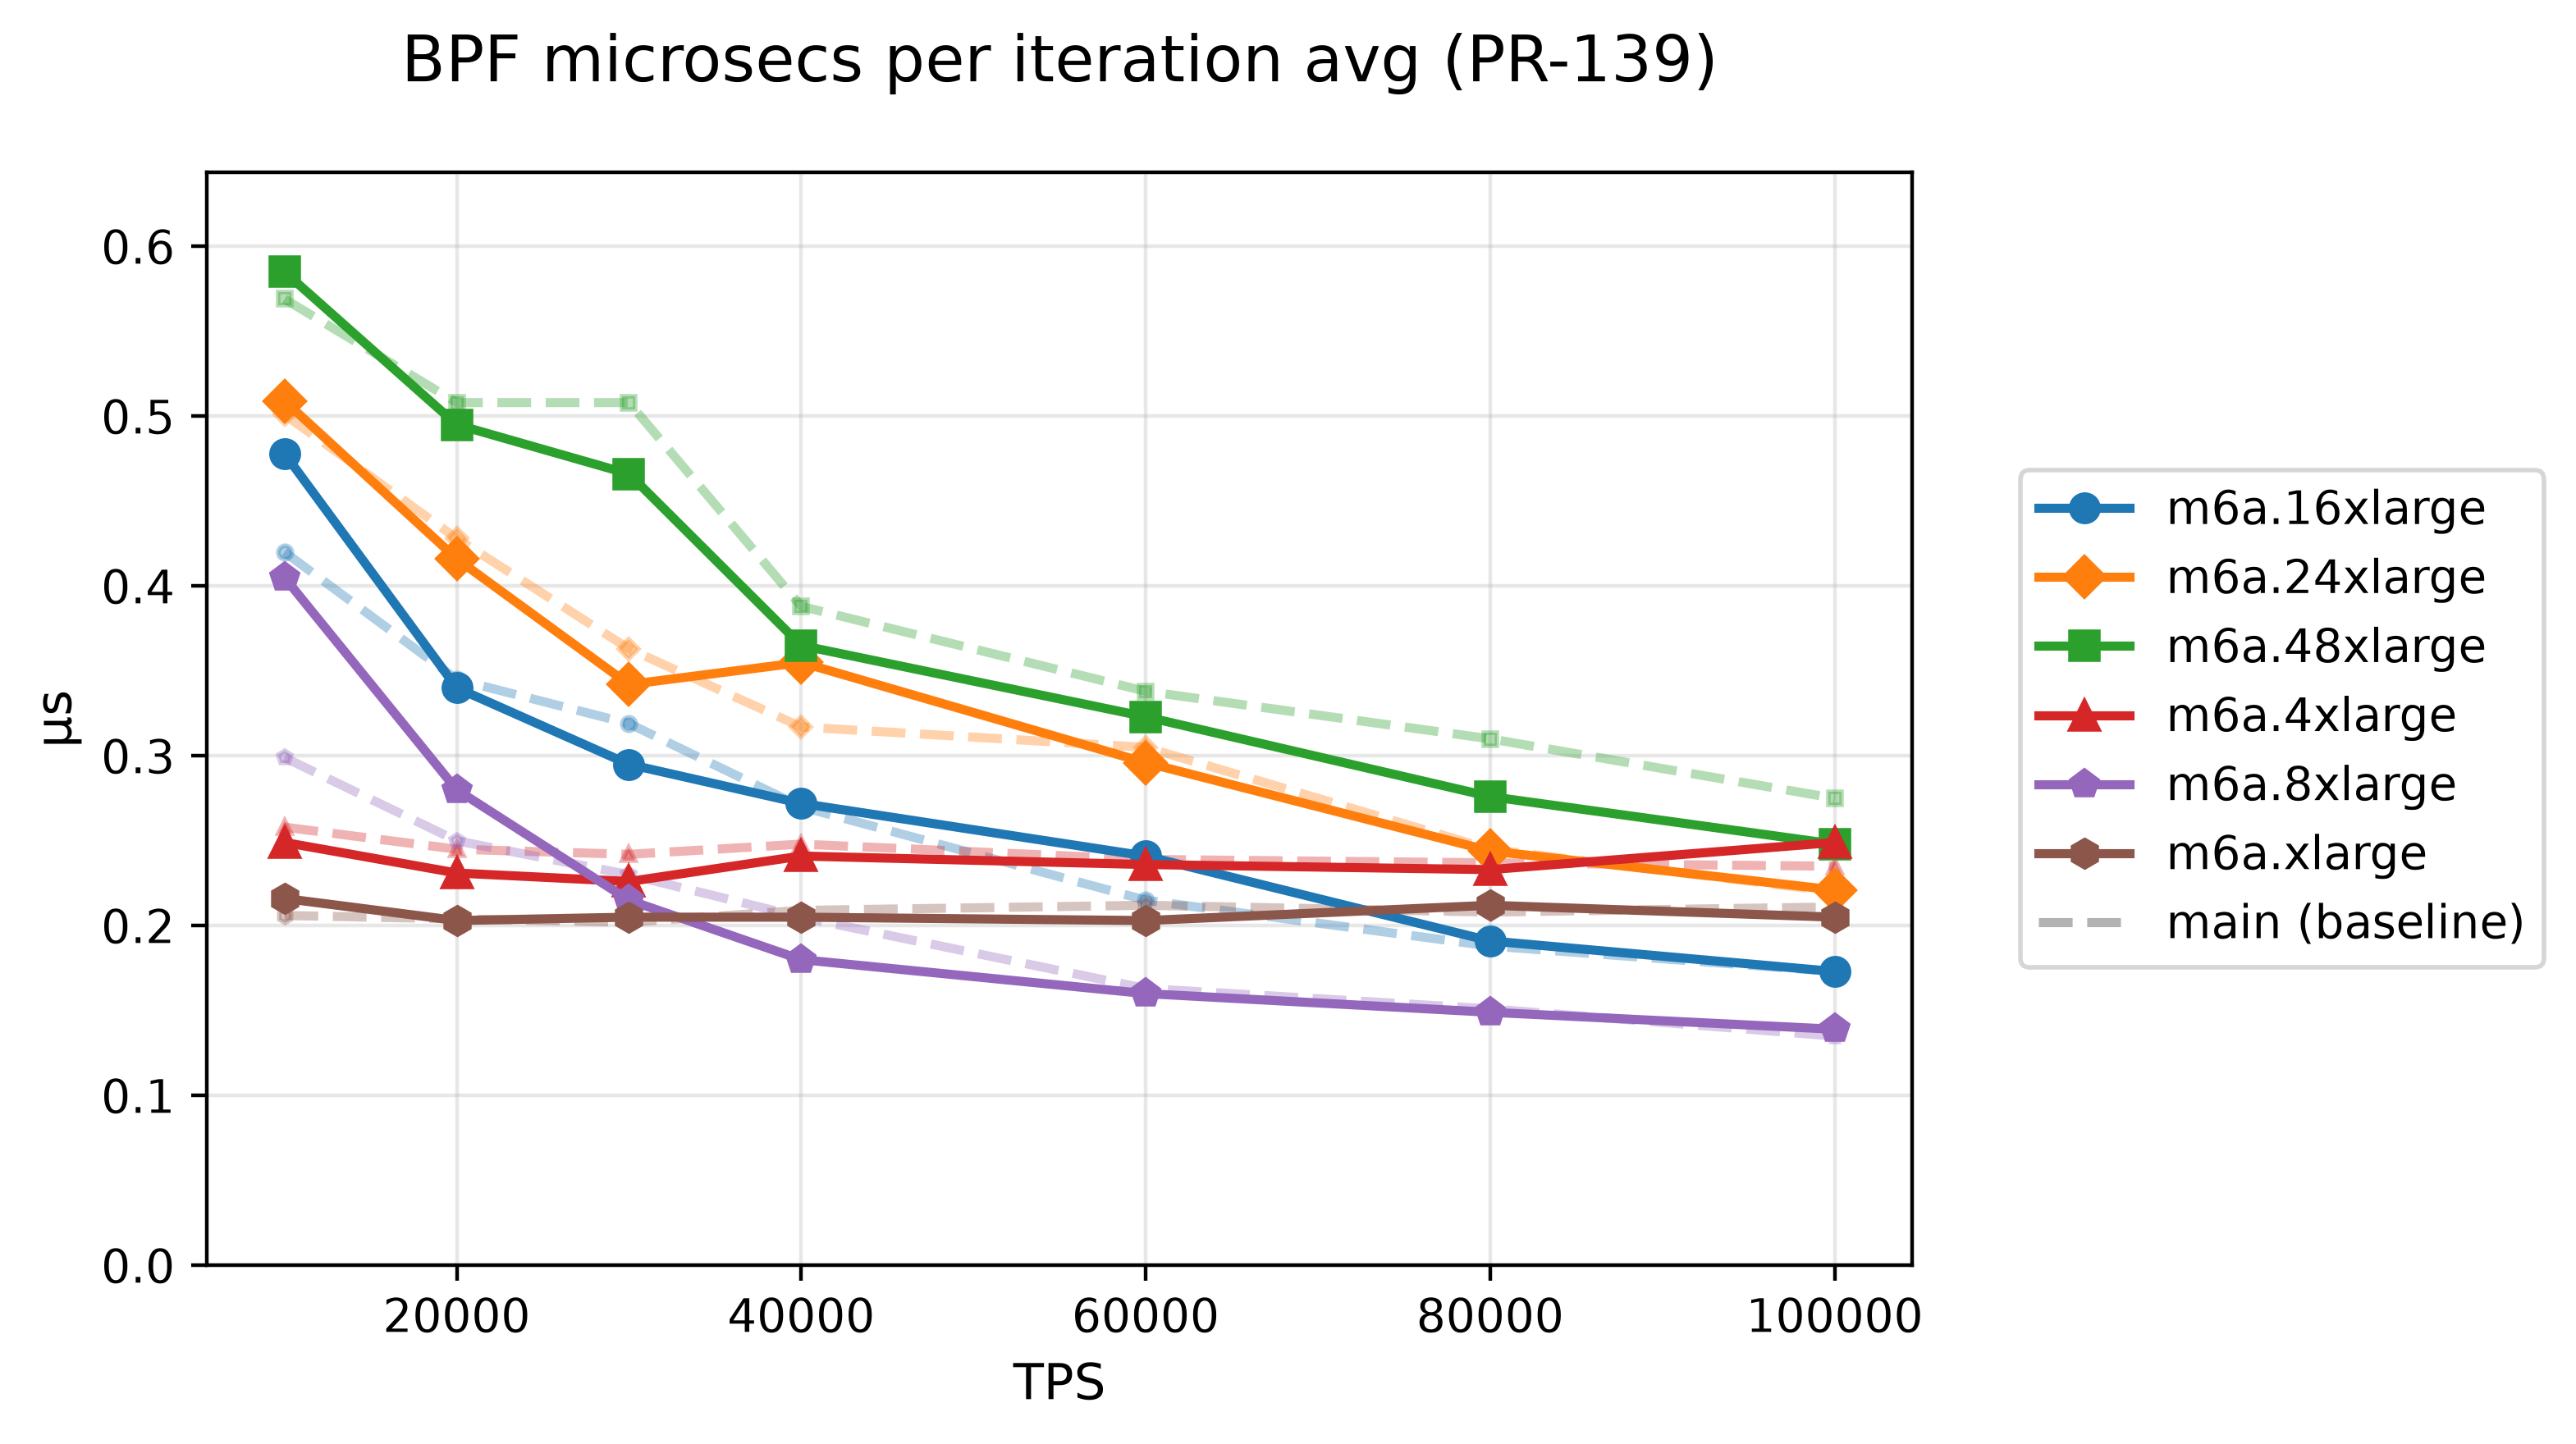 BPF microsecs per iteration avg (PR-139)
0.6
0.5
0.4
0.3
0.2
0.1
0.0
µs
20000 40000 60000 80000 100000
TPS
m6a.16xlarge
m6a.24xlarge
m6a.48xlarge
m6a.4xlarge
m6a.8xlarge
m6a.xlarge
main (baseline)